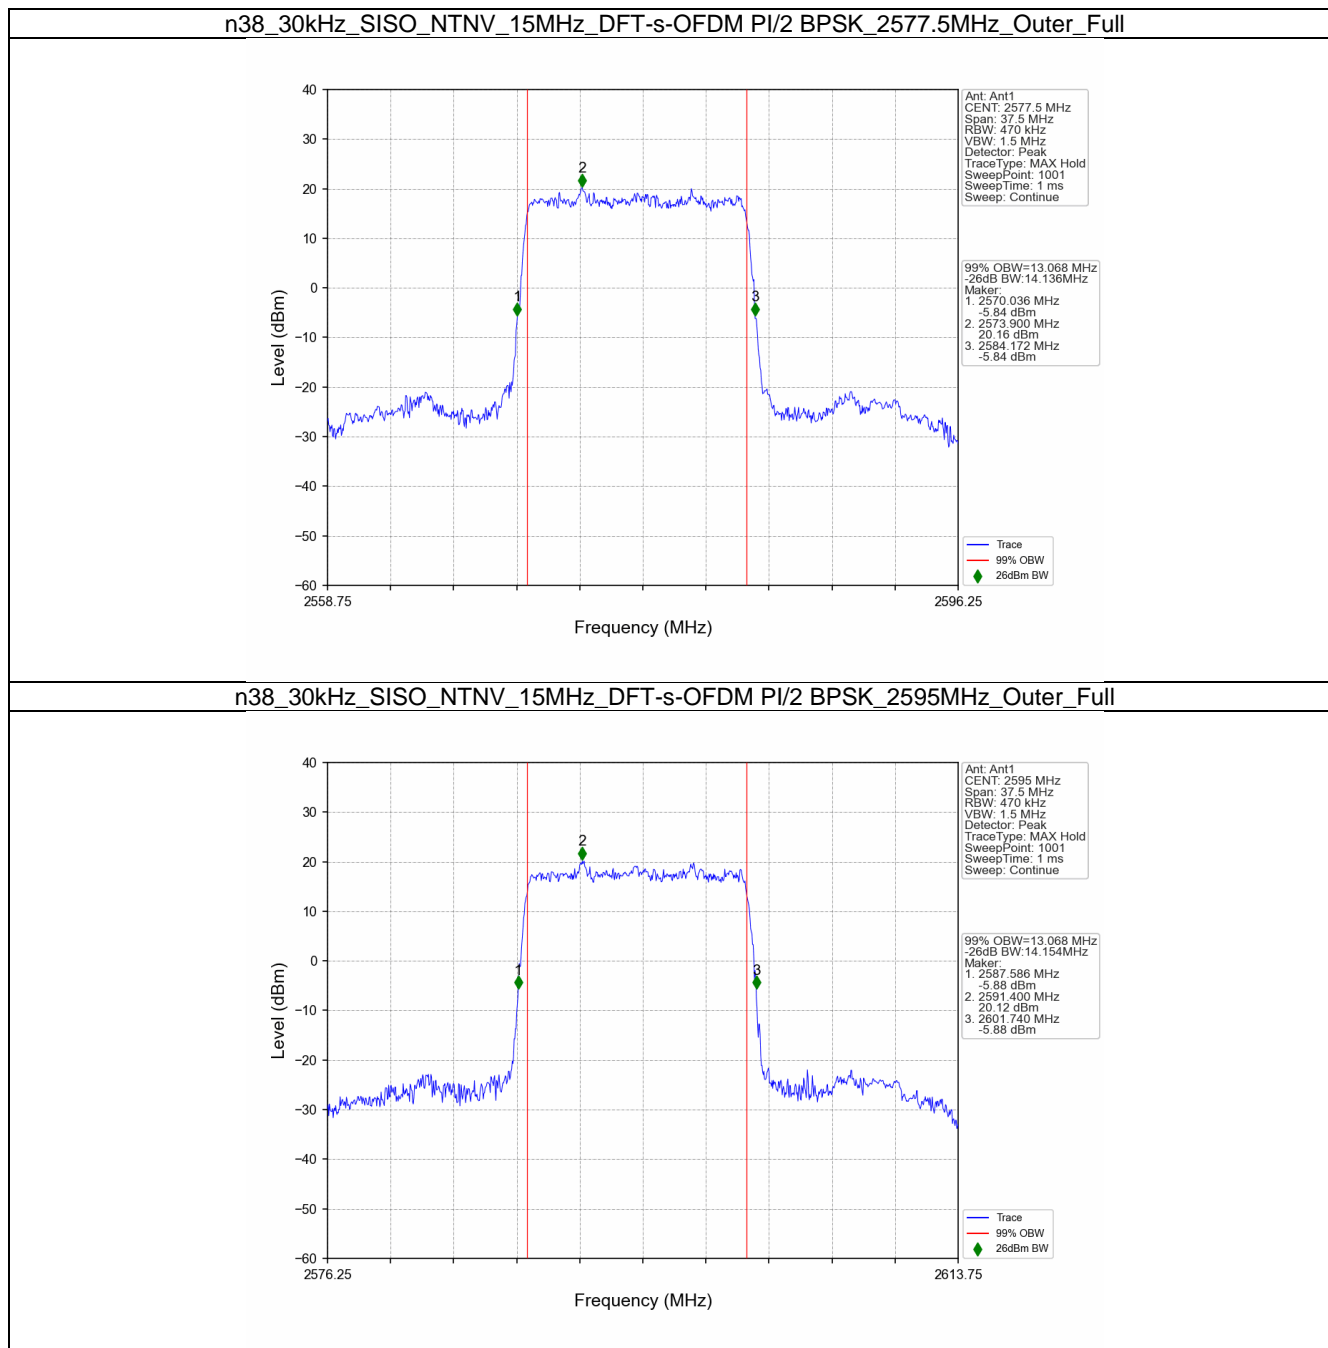 n38_30kHz_SISO_NTNV_15MHz_DFT-s-OFDM PI/2 BPSK_2577.5MHz_Outer_Full
40
30
20
10
0
−10
−20
−30
−40
−50
−60
Level (dBm)
2558.75
2596.25
Frequency (MHz)
1
2
3
Ant: Ant1
CENT: 2577.5 MHz
Span: 37.5 MHz
RBW: 470 kHz
VBW: 1.5 MHz
Detector: Peak
TraceType: MAX Hold
SweepPoint: 1001
SweepTime: 1 ms
Sweep: Continue
99% OBW=13.068 MHz
-26dB BW:14.136MHz
Maker:
1. 2570.036 MHz
-5.84 dBm
2. 2573.900 MHz
20.16 dBm
3. 2584.172 MHz
-5.84 dBm
Trace
99% OBW
26dBm BW
n38_30kHz_SISO_NTNV_15MHz_DFT-s-OFDM PI/2 BPSK_2595MHz_Outer_Full
40
30
20
10
0
−10
−20
−30
−40
−50
−60
Level (dBm)
2576.25
2613.75
Frequency (MHz)
1
2
3
Ant: Ant1
CENT: 2595 MHz
Span: 37.5 MHz
RBW: 470 kHz
VBW: 1.5 MHz
Detector: Peak
TraceType: MAX Hold
SweepPoint: 1001
SweepTime: 1 ms
Sweep: Continue
99% OBW=13.068 MHz
-26dB BW:14.154MHz
Maker:
1. 2587.586 MHz
-5.88 dBm
2. 2591.400 MHz
20.12 dBm
3. 2601.740 MHz
-5.88 dBm
Trace
99% OBW
26dBm BW